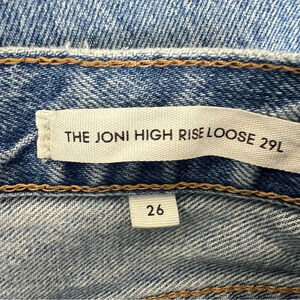 THE JONI HIGH RISE LOOSE 29L
26